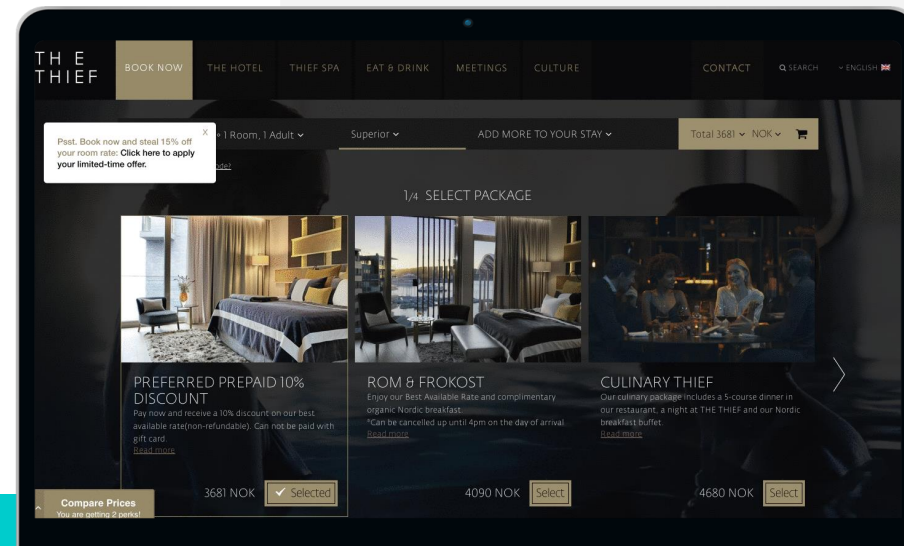 TH E
THIEF
BOOK NOW
THE HOTEL
THIEF SPA
EAT & DRINK
MEETINGS
CULTURE
CONTACT
SEARCH
ENGLISH
X
Psst. Book now and steal 15% off
your room rate: Click here to apply
your limited-time offer.
1 Room, 1 Adult
Superior
ADD MORE TO YOUR STAY
Total 3681
NOK
ode?
1/4 SELECT PACKAGE
PREFERRED PREPAID 10%
DISCOUNT
Pay now and receive a 10% discount on our best
available rate(non-refundable). Can not be paid with
gift card.
Read more
3681 NOK
Selected
ROM & FROKOST
Enjoy our Best Available Rate and complimentary
organic Nordic breakfast.
*Can be cancelled up until 4pm on the day of arrival
Read more
4090 NOK
Select
CULINARY THIEF
Our culinary package includes a 5-course dinner in
our restaurant, a night at THE THIEF and our Nordic
breakfast buffet.
Read more
4680 NOK
Select
Compare Prices
You are getting 2 perks!